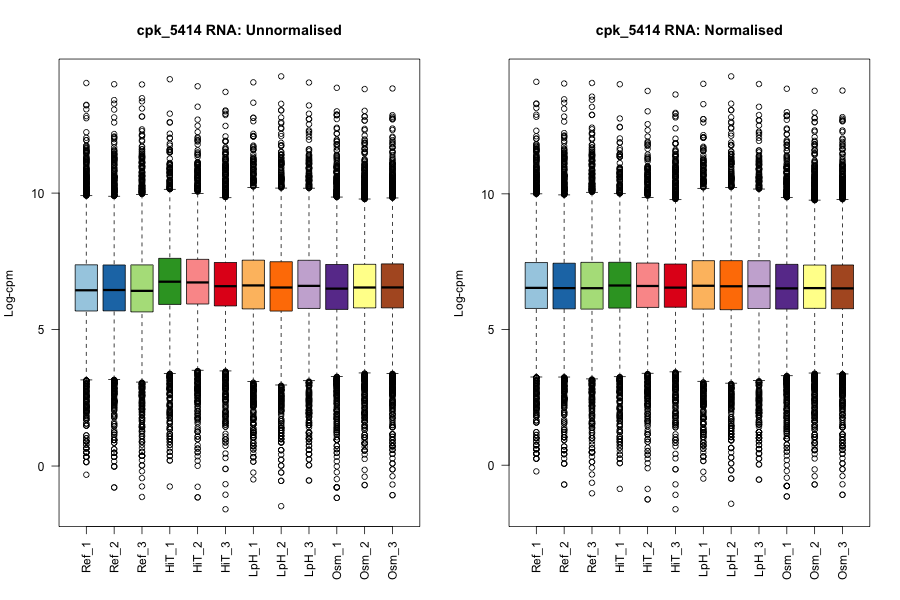 cpk_5414 RNA: Unnormalised
Log-cpm
10
5
0
Ref_1
Ref_2
Ref_3
HiT_1
HiT_2
HiT_3
LpH_1
LpH_2
LpH_3
Osm_1
Osm_2
Osm_3
cpk_5414 RNA: Normalised
Log-cpm
10
5
0
Ref_1
Ref_2
Ref_3
HiT_1
HiT_2
HiT_3
LpH_1
LpH_2
LpH_3
Osm_1
Osm_2
Osm_3